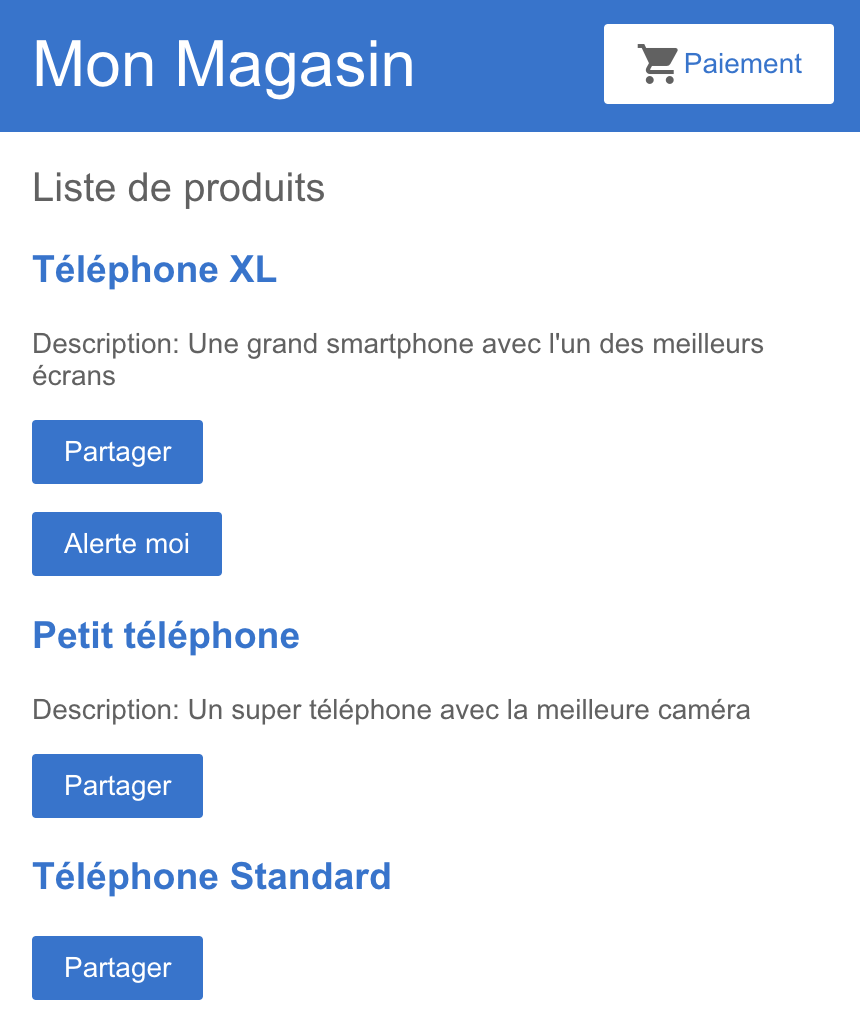 Mon Magasin
Paiement
Liste de produits
Téléphone XL
Description: Une grand smartphone avec l'un des meilleurs
écrans
Partager
Alerte moi
Petit téléphone
Description: Un super téléphone avec la meilleure caméra
Partager
Téléphone Standard
Partager